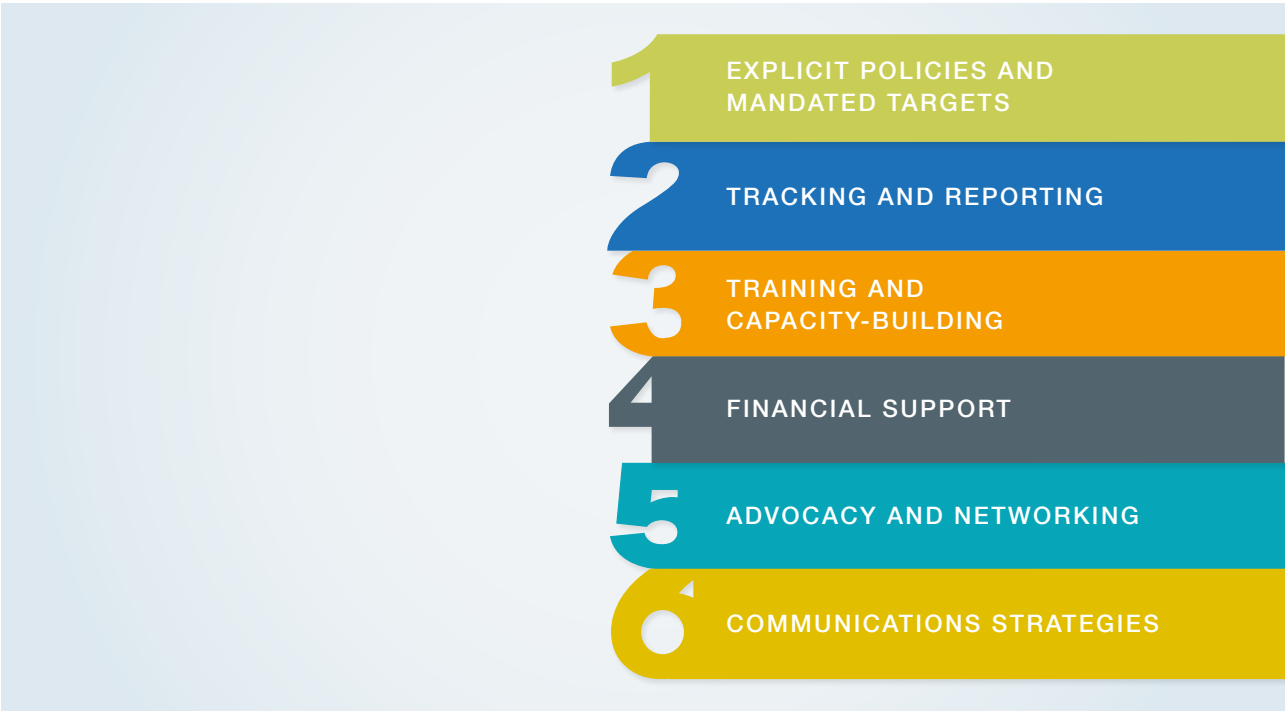 1 EXPLICIT POLICIES AND
MANDATED TARGETS
2 TRACKING AND REPORTING
3 TRAINING AND
CAPACITY-BUILDING
4 FINANCIAL SUPPORT
5 ADVOCACY AND NETWORKING
6 COMMUNICATIONS STRATEGIES